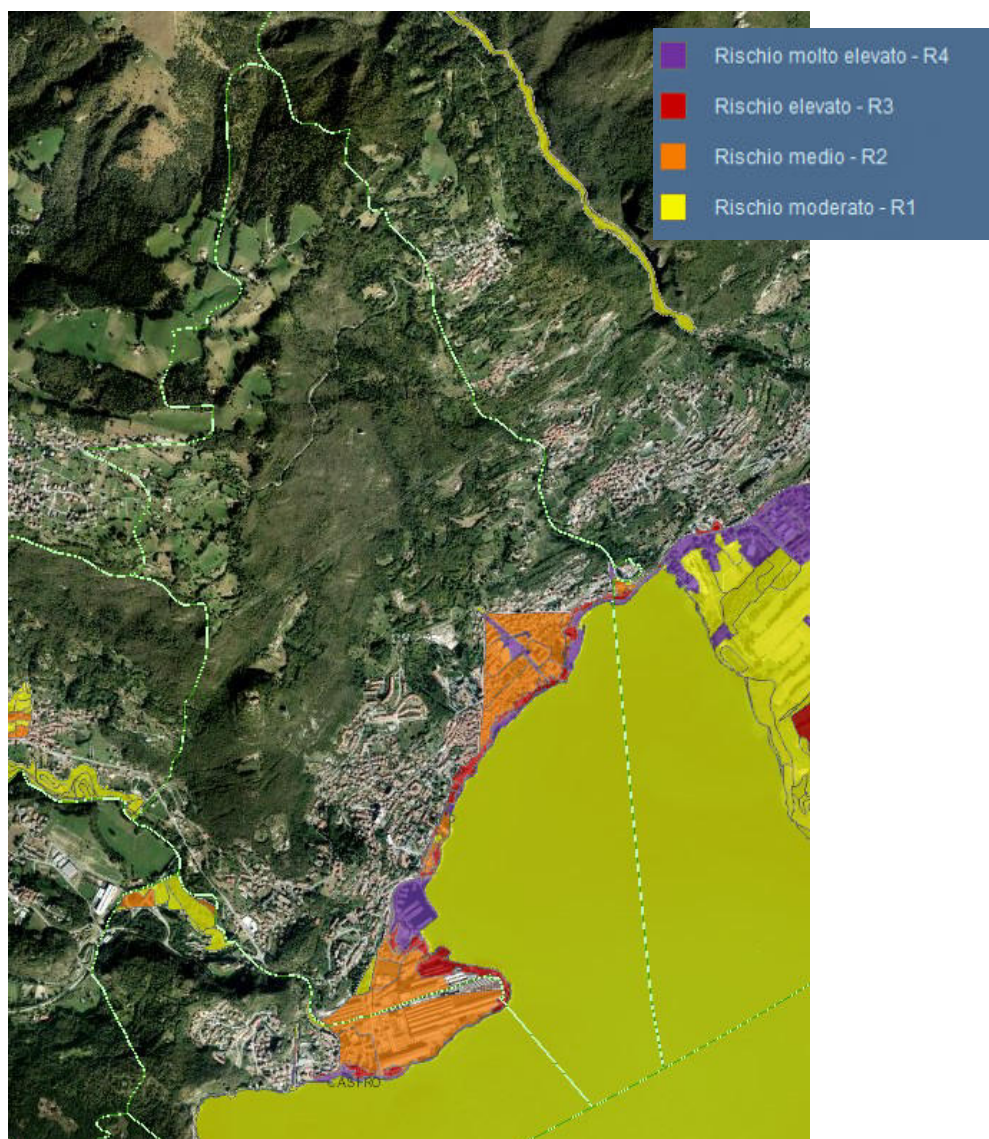 Rischio molto elevato - R4
Rischio elevato - R3
Rischio medio - R2
Rischio moderato - R1
CASTRO